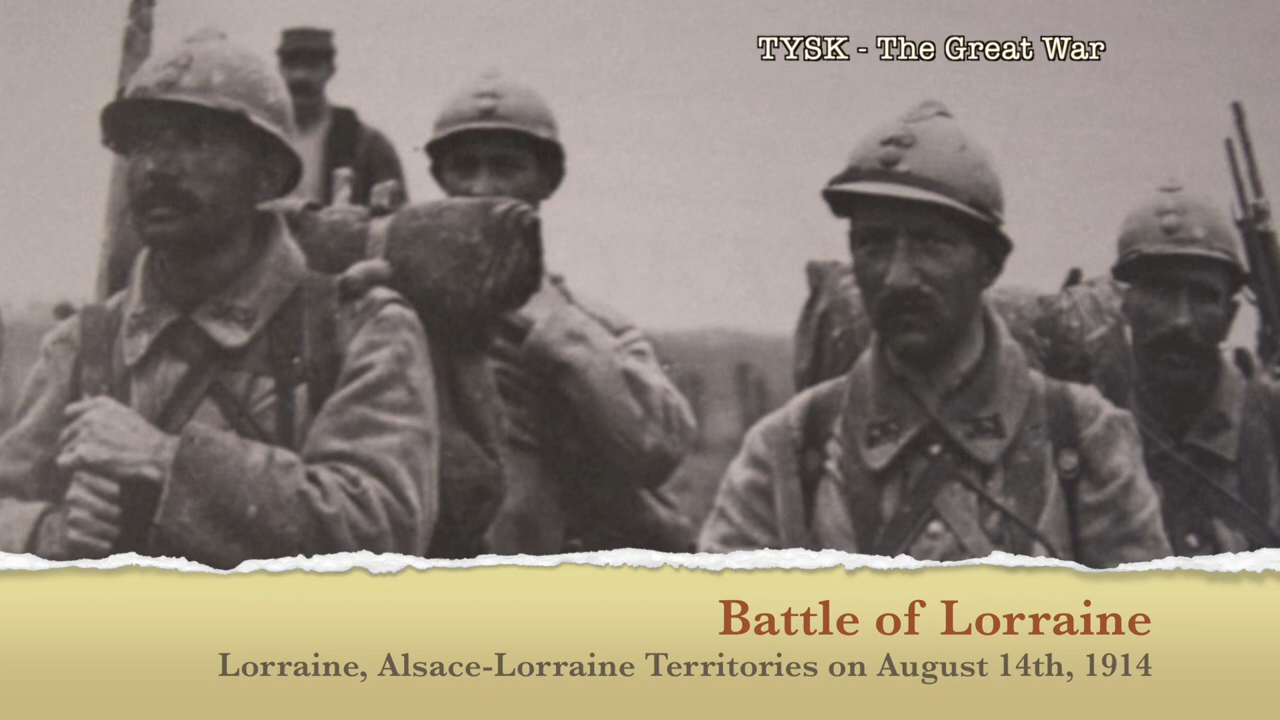 TYSK - The Great War
Battle of Lorraine
Lorraine, Alsace-Lorraine Territories on August 14th, 1914